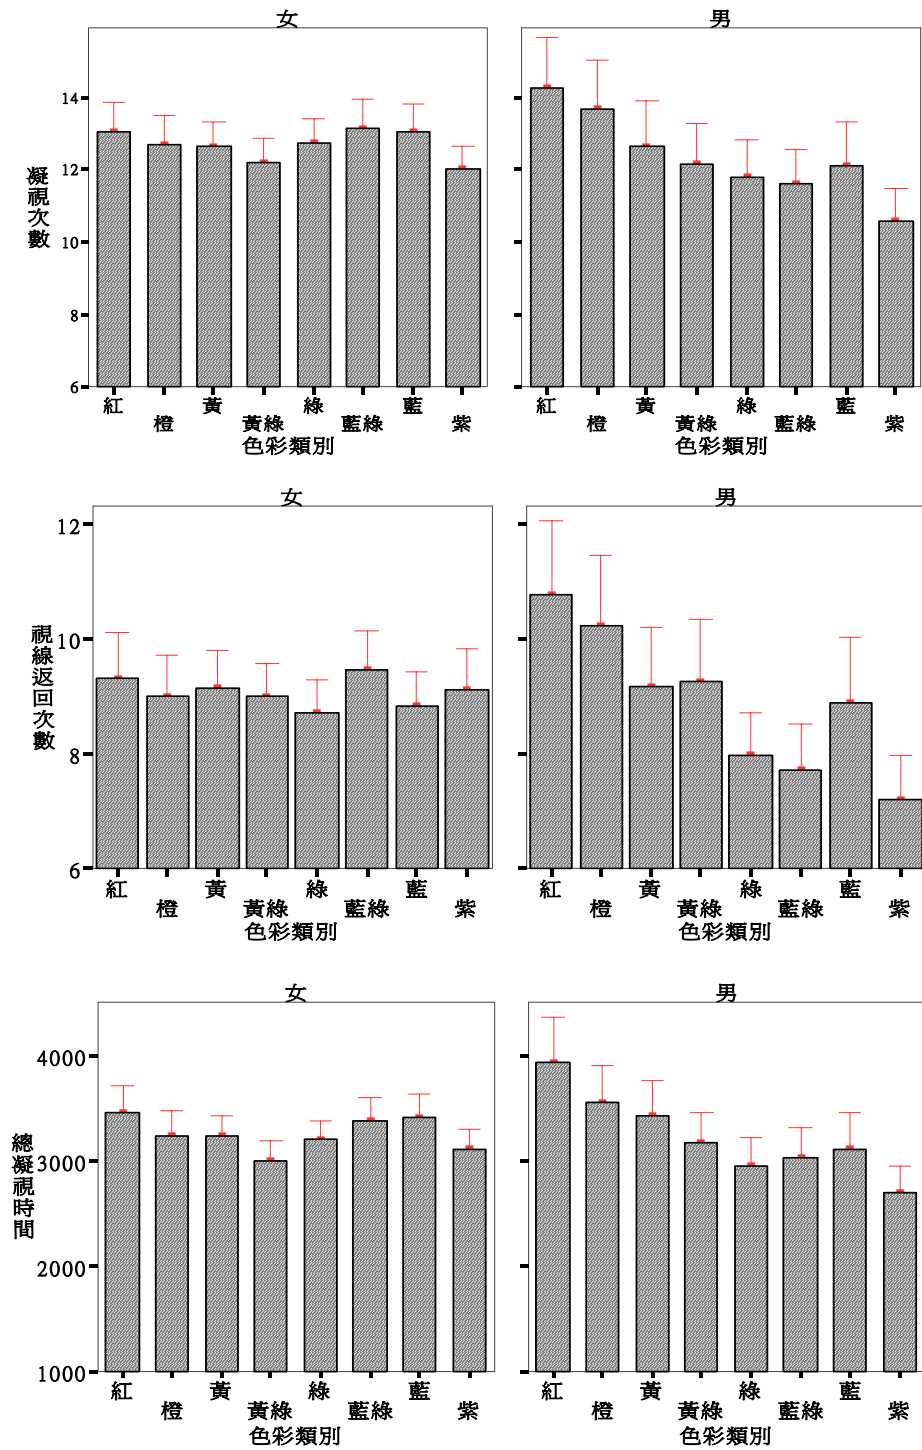 女 男
凝視次數
14
12
10
8
6
紅 橙 黃 黃綠 綠 藍綠 藍 紫
紅 橙 黃 黃綠 綠 藍綠 藍 紫
色彩類別 色彩類別
女 男
視線返回次數
12
10
8
6
紅 橙 黃 黃綠 綠 藍綠 藍 紫
紅 橙 黃 黃綠 綠 藍綠 藍 紫
色彩類別 色彩類別
女 男
總凝視時間
4000
3000
2000
1000
紅 橙 黃 黃綠 綠 藍綠 藍 紫
紅 橙 黃 黃綠 綠 藍綠 藍 紫
色彩類別 色彩類別